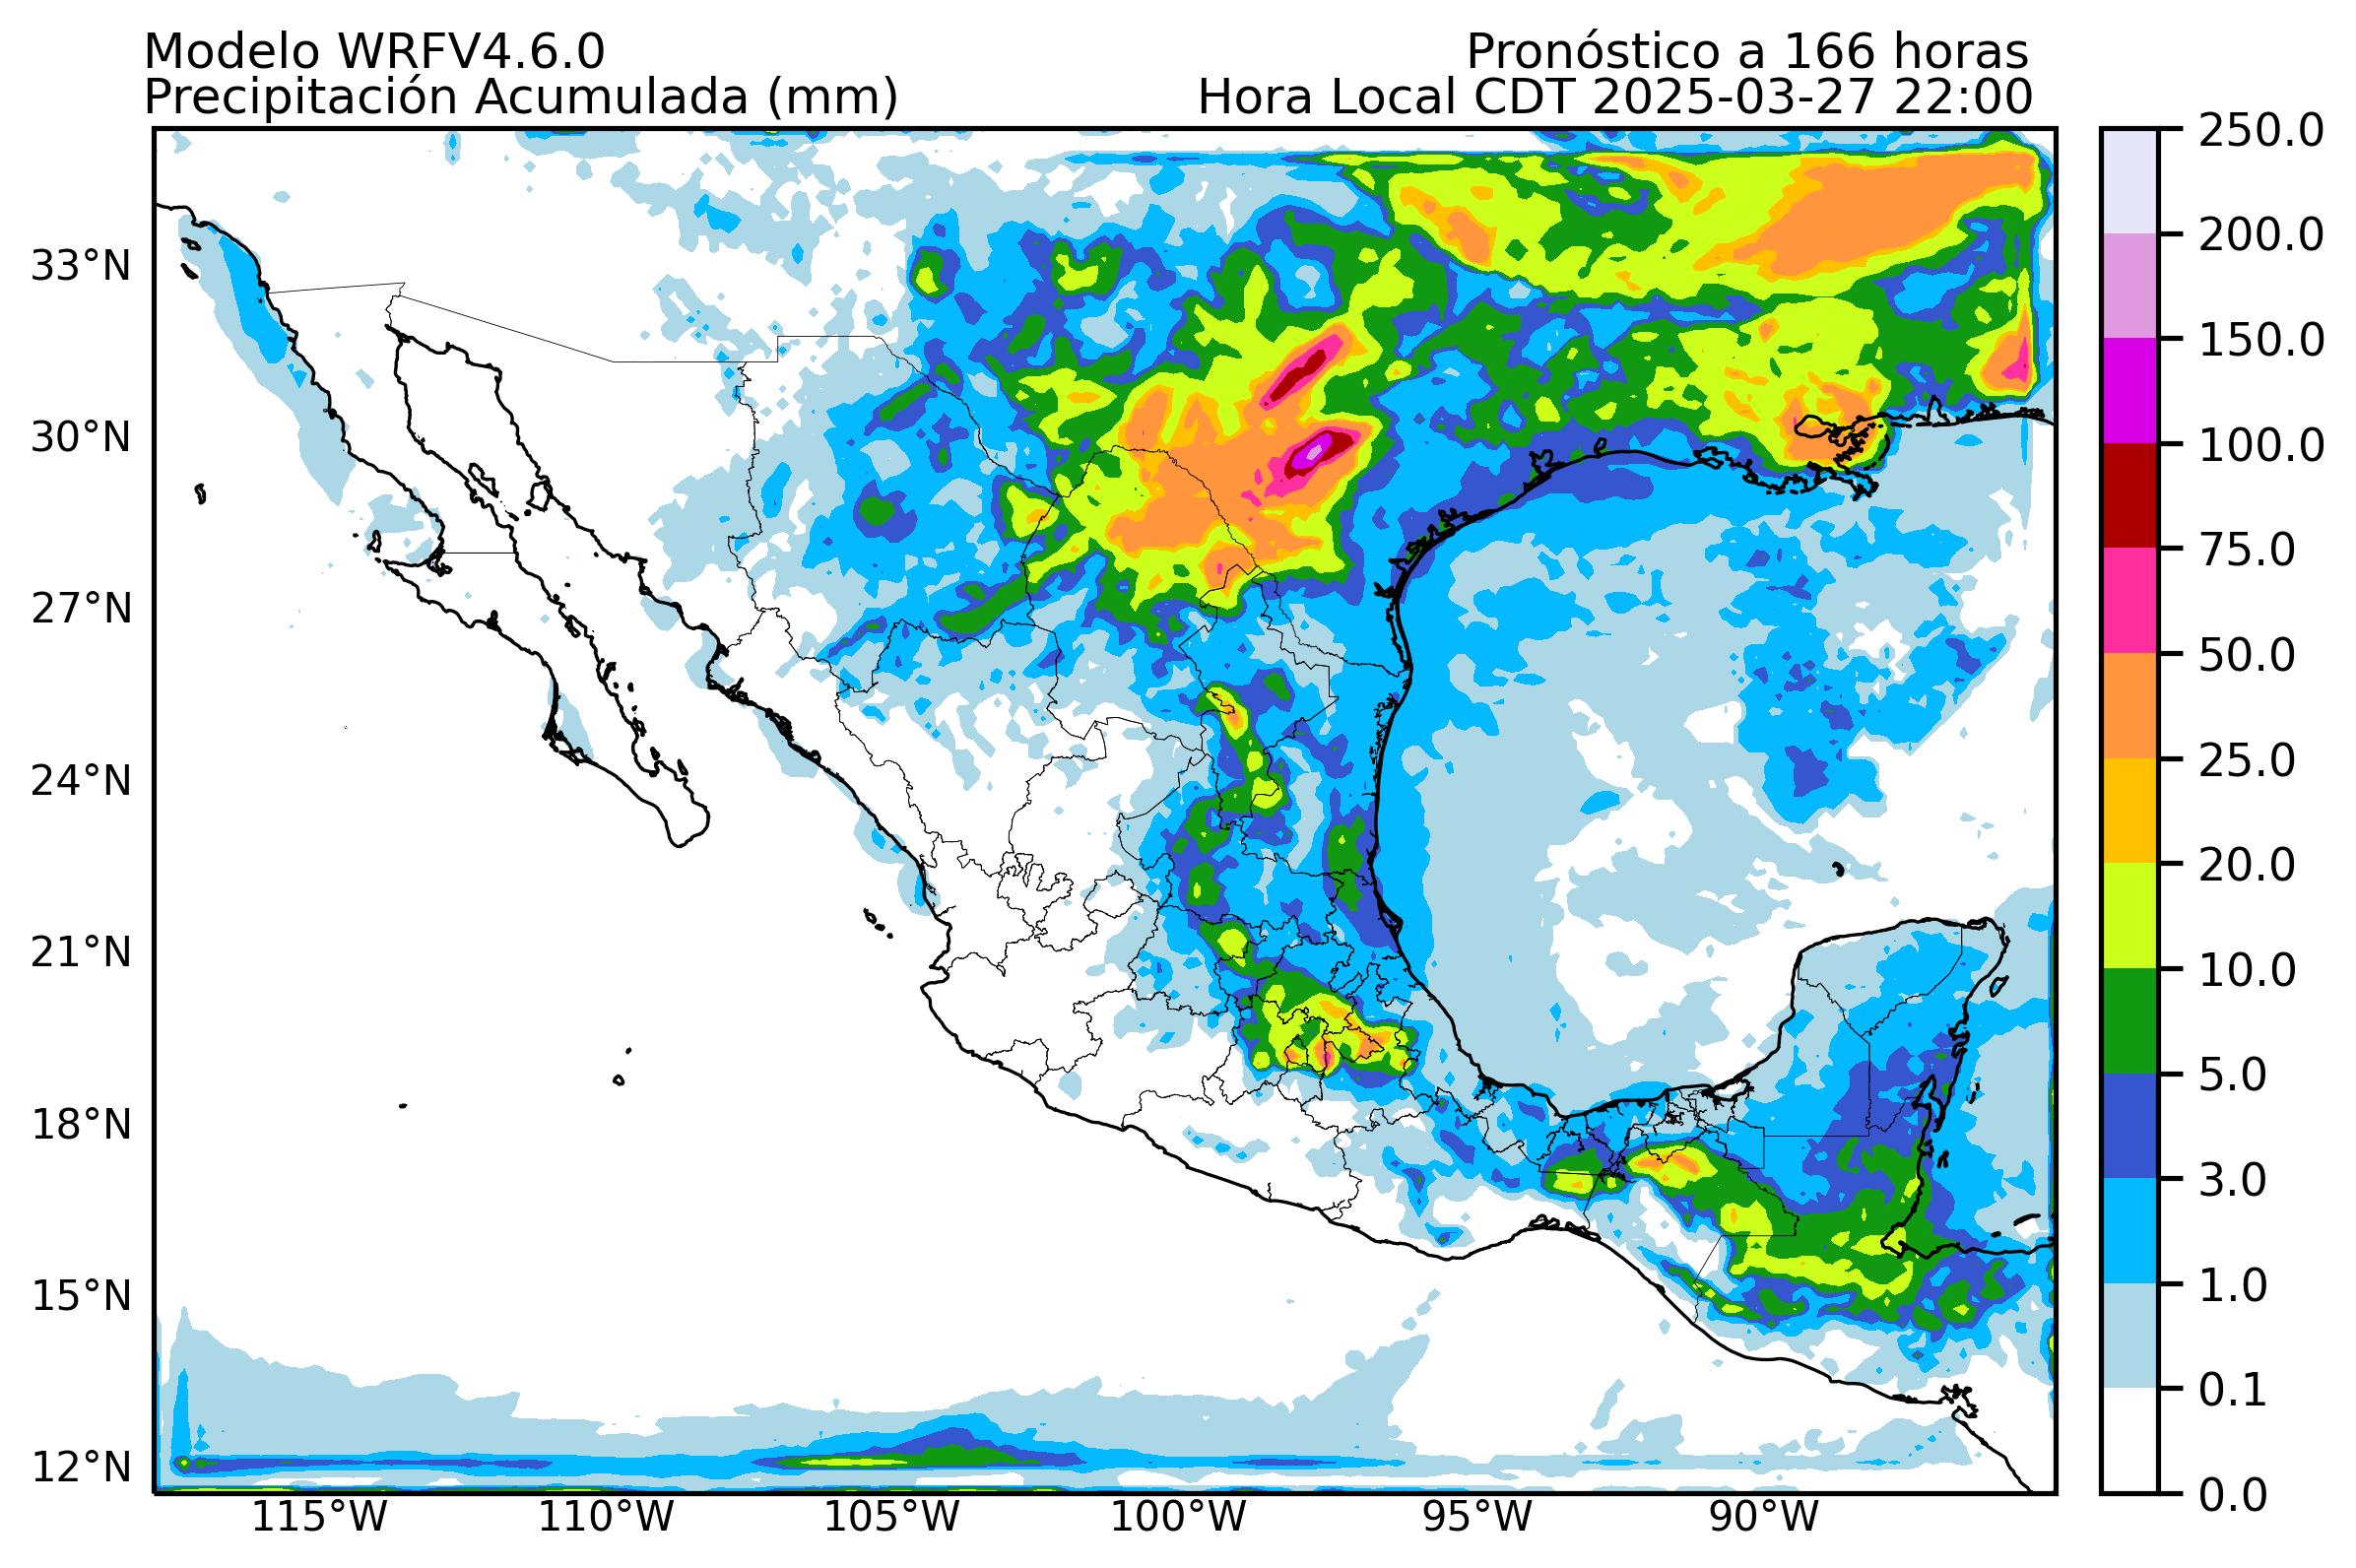 Modelo WRFV4.6.0
Pronóstico a 166 horas
Precipitación Acumulada (mm)
Hora Local CDT 2025-03-27 22:00
33°N
30°N
27°N
24°N
21°N
18°N
15°N
12°N
115°W
110°W
105°W
100°W
95°W
90°W
250.0
200.0
150.0
100.0
75.0
50.0
25.0
20.0
10.0
5.0
3.0
1.0
0.1
0.0